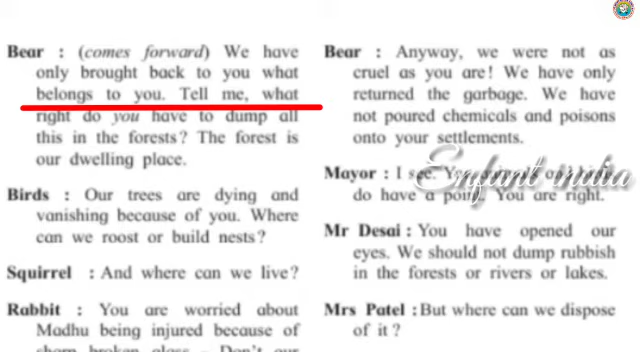 Bear : (comes forward) We have
only brought back to you what
belongs to you. Tell me, what
right do you have to dump all
this in the forests? The forest is
our dwelling place.
Birds : Our trees are dying and
vanishing because of you. Where
can we roost or build nests?
Squirrel : And where can we live?
Rabbit : You are worried about
Madhu being injured because of
Bear : Anyway, we were not as
cruel as you are! We have only
returned the garbage. We have
not poured chemicals and poisons
onto your settlements.
Mayor : I see.
do have a point. You are right.
Mr Desai : You have opened our
eyes. We should not dump rubbish
in the forests or rivers or lakes.
Mrs Patel : But where can we dispose
of it?
Enfant india